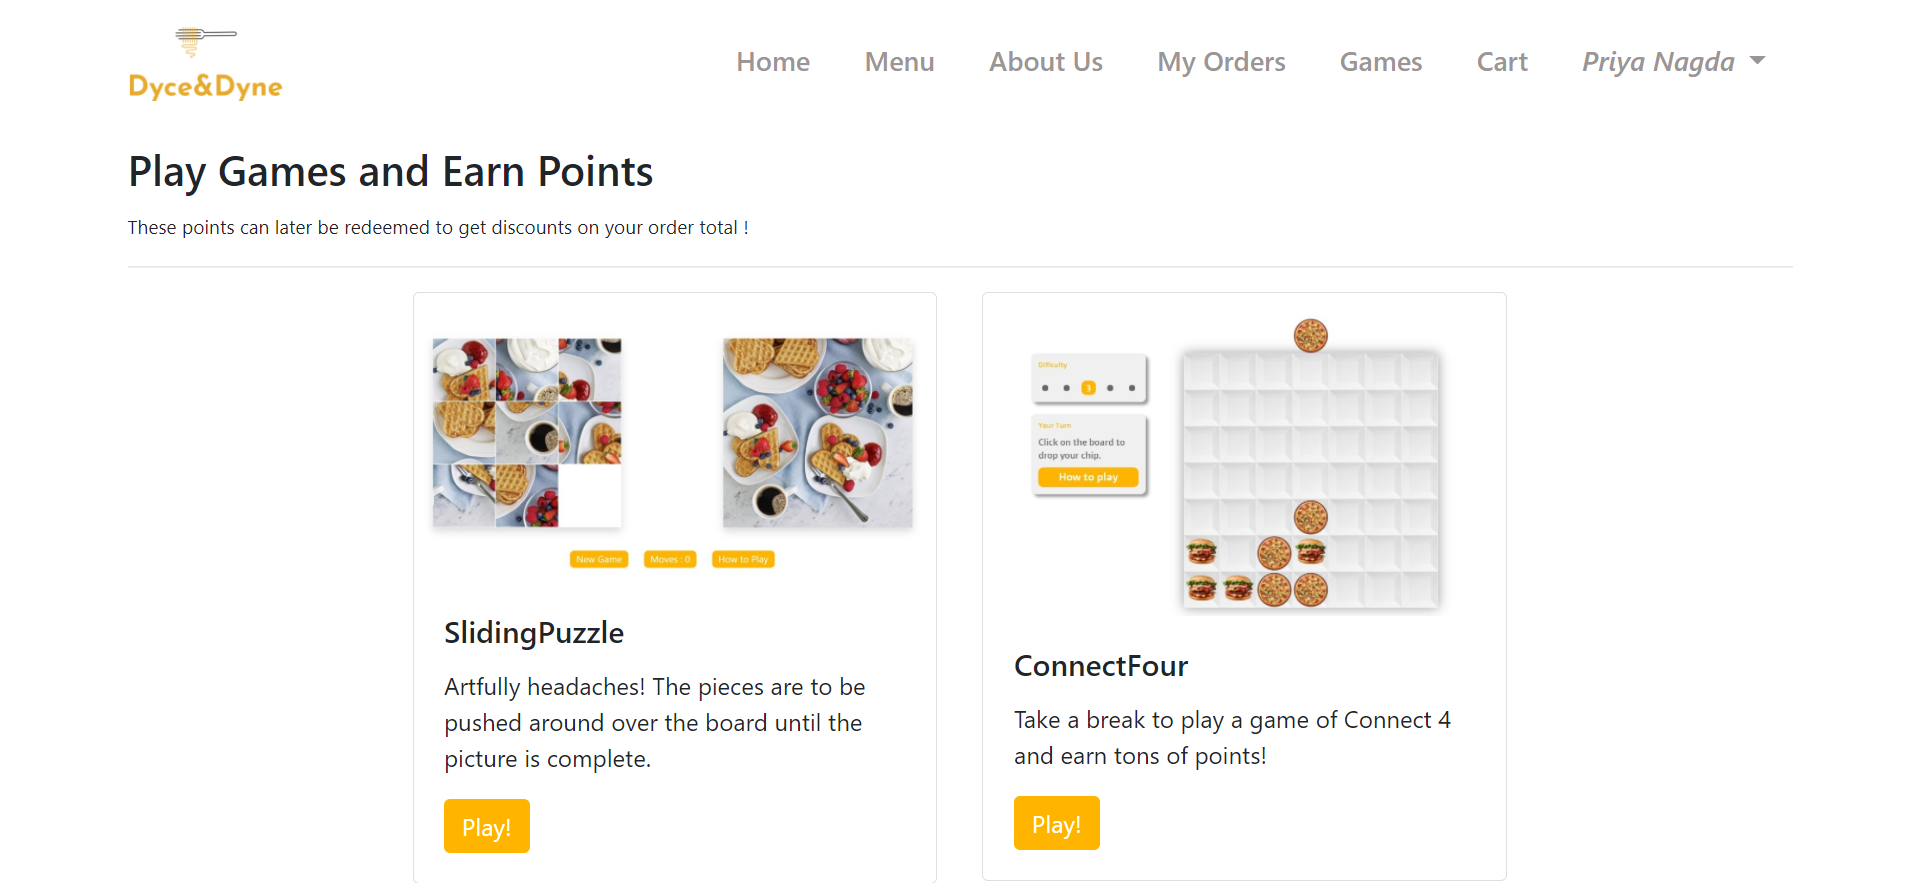 Dyce&Dyne
Home Menu About Us My Orders Games Cart Priya Nagda
Play Games and Earn Points
These points can later be redeemed to get discounts on your order total !
New Game Moves : 0 How to Play
SlidingPuzzle
Artfully headaches! The pieces are to be
pushed around over the board until the
picture is complete.
Play!
Difficulty
3
Your Turn
Click on the board to
drop your chip.
How to play
ConnectFour
Take a break to play a game of Connect 4
and earn tons of points!
Play!